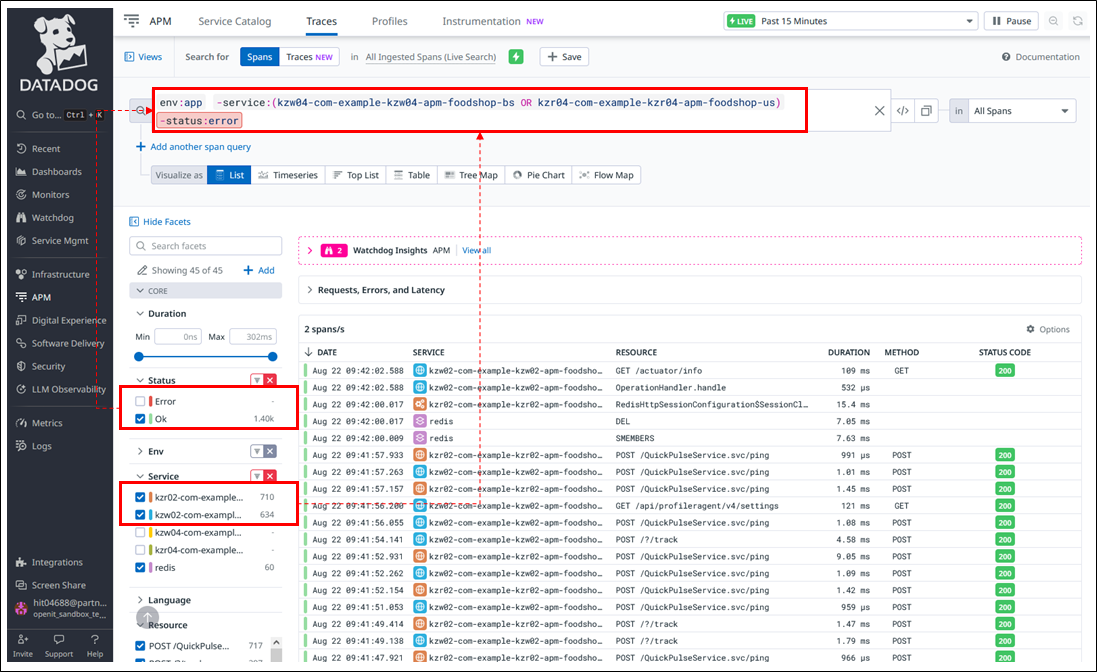 APM Service Catalog Traces Profiles Instrumentation NEW LIVE Past 15 Minutes Pause
DATADOG
Go to... Ctrl + K
Recent
Dashboards
Monitors
Watchdog
Service Mgmt
Infrastructure
APM
Digital Experience
Software Delivery
Security
LLM Observability
Metrics
Logs
Integrations
Screen Share
hit04688@partn...
openit_sandbox_te...
Invite Support Help
Views Search for Spans Traces NEW in All Ingested Spans (Live Search) + Save Documentation
env:app -service:(kzw04-com-example-kzw04-apm-foodshop-bs OR kzr04-com-example-kzr04-apm-foodshop-us)
-status:error
in All Spans
+ Add another span query
Visualize as List Timeseries Top List Table Tree Map Pie Chart Flow Map
Hide Facets
Search facets
Showing 45 of 45 + Add
CORE
Duration
Min 0ns Max 302ms
Status
Error -
Ok 1.40k
Env
Service
kzr02-com-example... 710
kzw02-com-exampl... 634
kzw04-com-exampl... -
kzr04-com-example... -
redis 60
Language
Resource
POST /QuickPulse... 717
2 Watchdog Insights APM View all
Requests, Errors, and Latency
2 spans/s Options
DATE SERVICE RESOURCE DURATION METHOD STATUS CODE
Aug 22 09:42:02.588 kzw02-com-example-kzw02-apm-foodsho... GET /actuator/info 109 ms GET 200
Aug 22 09:42:02.588 kzw02-com-example-kzw02-apm-foodsho... OperationHandler.handle 532 µs
Aug 22 09:42:00.017 kzr02-com-example-kzr02-apm-foodsho... RedisHttpSessionConfiguration$SessionCl... 15.4 ms
Aug 22 09:42:00.017 redis DEL 7.05 ms
Aug 22 09:42:00.009 redis SMEMBERS 7.63 ms
Aug 22 09:41:57.933 kzr02-com-example-kzr02-apm-foodsho... POST /QuickPulseService.svc/ping 991 µs POST 200
Aug 22 09:41:57.263 kzw02-com-example-kzw02-apm-foodsho... POST /QuickPulseService.svc/ping 1.01 ms POST 200
Aug 22 09:41:57.157 kzr02-com-example-kzr02-apm-foodsho... POST /QuickPulseService.svc/ping 1.45 ms POST 200
Aug 22 09:41:56.200 kzw02-com-example-kzw02-apm-foodsho... GET /api/profileragent/v4/settings 121 ms GET 200
Aug 22 09:41:56.055 kzw02-com-example-kzw02-apm-foodsho... POST /QuickPulseService.svc/ping 1.08 ms POST 200
Aug 22 09:41:54.141 kzw02-com-example-kzw02-apm-foodsho... POST /?/track 4.58 ms POST 200
Aug 22 09:41:52.931 kzr02-com-example-kzr02-apm-foodsho... POST /QuickPulseService.svc/ping 9.05 ms POST 200
Aug 22 09:41:52.262 kzw02-com-example-kzw02-apm-foodsho... POST /QuickPulseService.svc/ping 1.09 ms POST 200
Aug 22 09:41:52.154 kzr02-com-example-kzr02-apm-foodsho... POST /QuickPulseService.svc/ping 1.42 ms POST 200
Aug 22 09:41:51.053 kzw02-com-example-kzw02-apm-foodsho... POST /QuickPulseService.svc/ping 959 µs POST 200
Aug 22 09:41:49.414 kzr02-com-example-kzr02-apm-foodsho... POST /?/track 1.47 ms POST 200
Aug 22 09:41:49.138 kzw02-com-example-kzw02-apm-foodsho... POST /?/track 1.79 ms POST 200
Aug 22 09:41:47.921 kzr02-com-example-kzr02-apm-foodsho... POST /QuickPulseService.svc/ping 966 µs POST 200